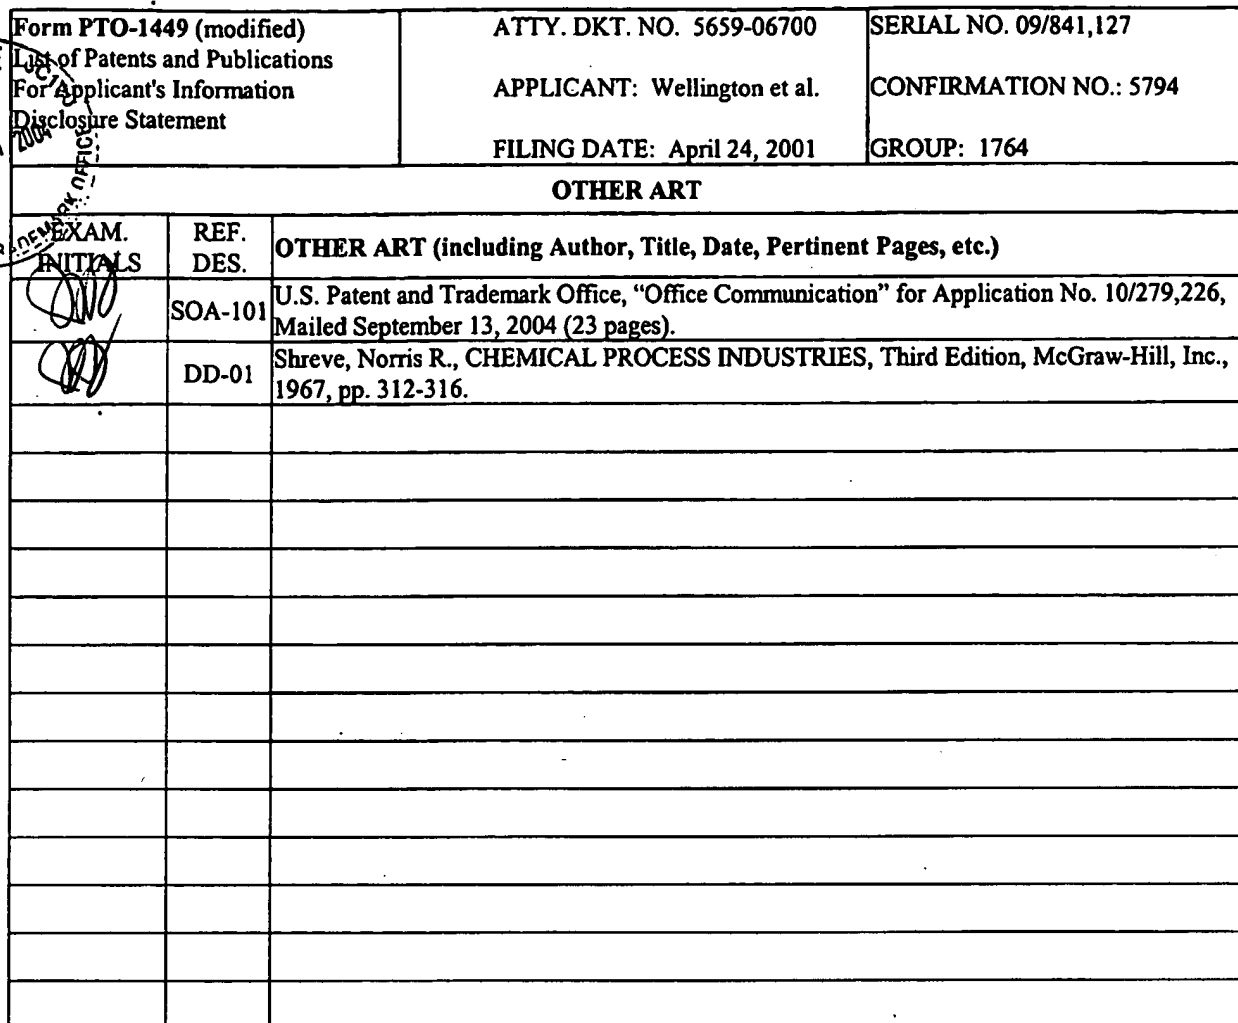 Form PTO-1449 (modified)
List of Patents and Publications
For Applicant's Information
Disclosure Statement
ATTY. DKT. NO. 5659-06700
APPLICANT: Wellington et al.
FILING DATE: April 24, 2001
SERIAL NO. 09/841,127
CONFIRMATION NO.: 5794
GROUP: 1764
2004
OFFICE
OTHER ART
EXAM.
INITIALS
REF.
DES.
OTHER ART (including Author, Title, Date, Pertinent Pages, etc.)
SOA-101
U.S. Patent and Trademark Office, “Office Communication” for Application No. 10/279,226,
Mailed September 13, 2004 (23 pages).
DD-01
Shreve, Norris R., CHEMICAL PROCESS INDUSTRIES, Third Edition, McGraw-Hill, Inc.,
1967, pp. 312-316.